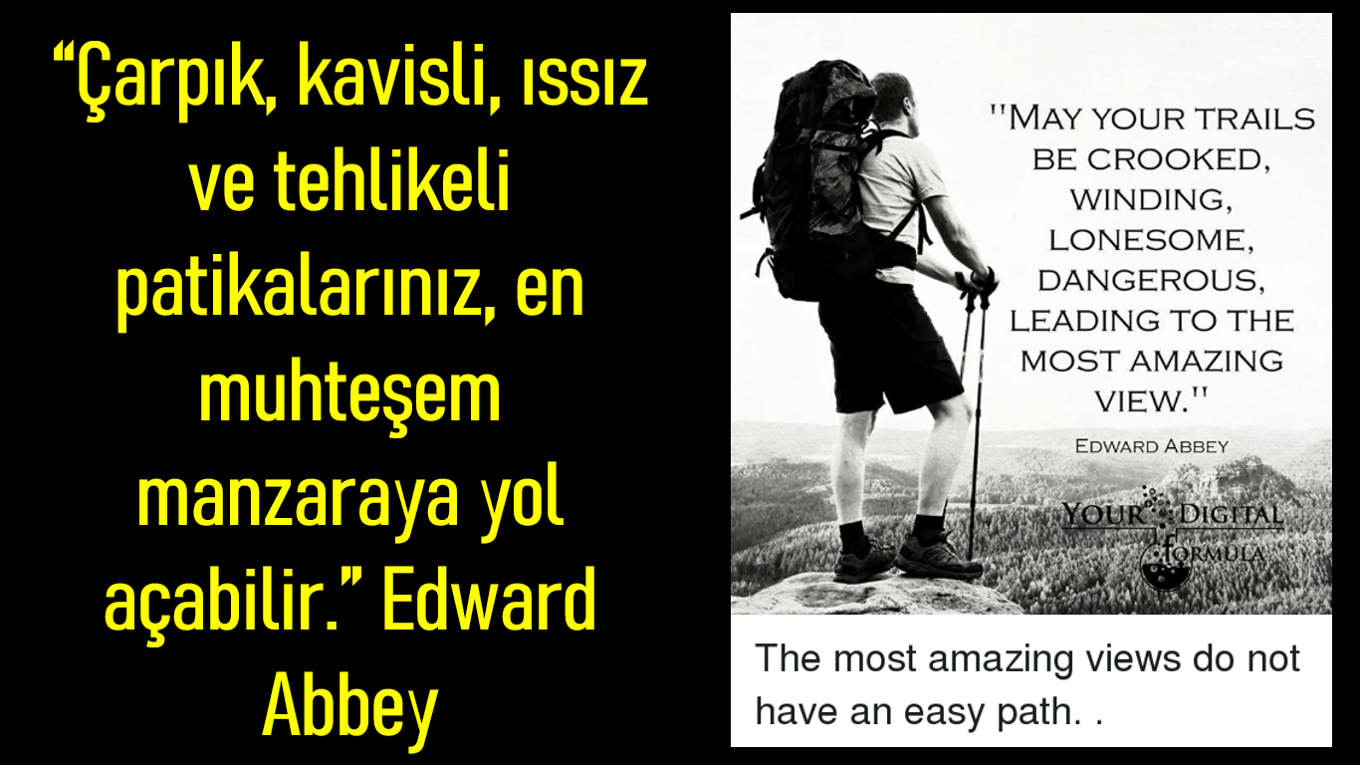 “Çarpık, kavisli, ıssız
ve tehlikeli
patikalarınız, en
muhteşem
manzaraya yol
açabilir.” Edward
Abbey
"MAY YOUR TRAILS
BE CROOKED,
WINDING,
LONESOME,
DANGEROUS,
LEADING TO THE
MOST AMAZING
VIEW."
EDWARD ABBEY
YOUR DIGITAL
FORMULA
The most amazing views do not
have an easy path. .